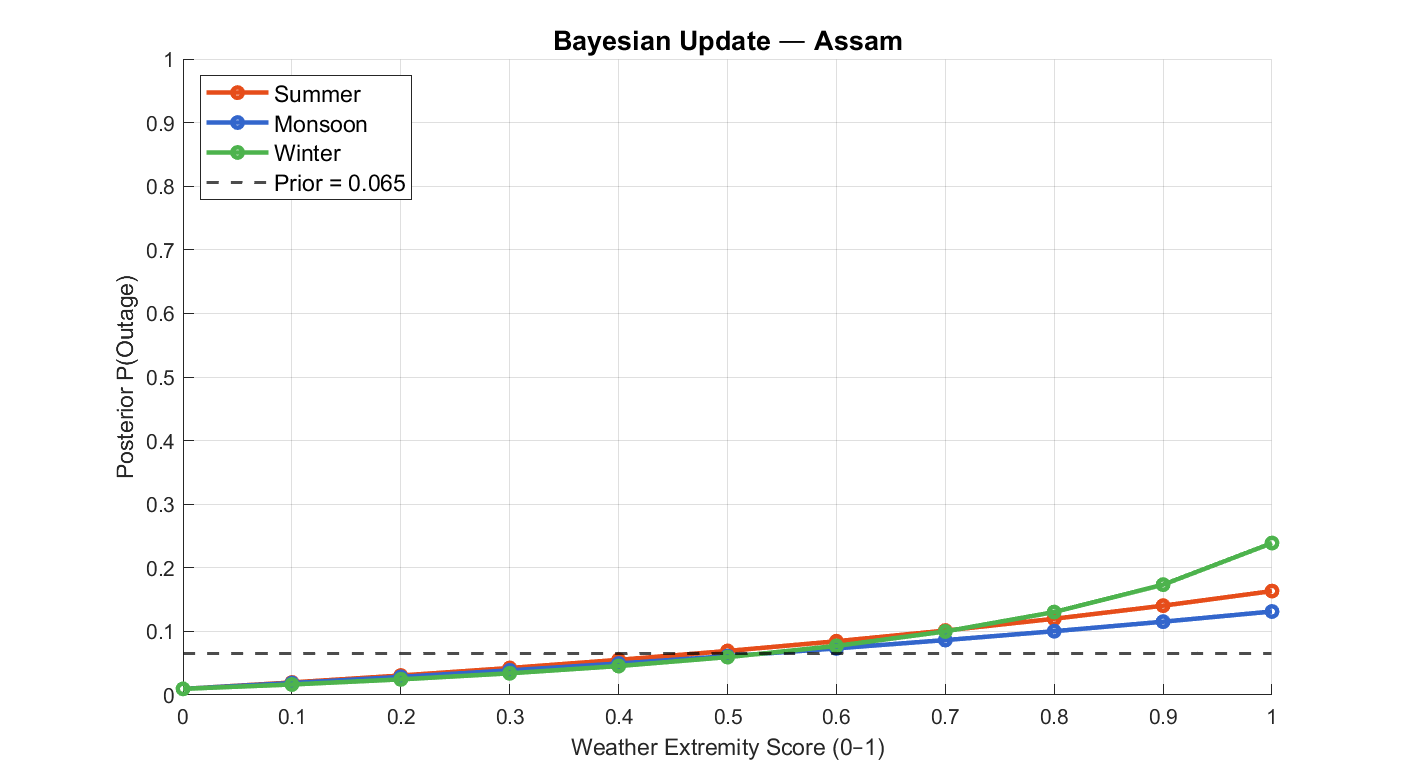 Bayesian Update — Assam
Summer
Monsoon
Winter
Prior = 0.065
1
0.9
0.8
0.7
0.6
0.5
0.4
0.3
0.2
0.1
0
Posterior P(Outage)
0 0.1 0.2 0.3 0.4 0.5 0.6 0.7 0.8 0.9 1
Weather Extremity Score (0–1)